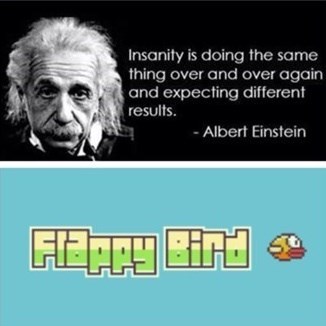 Insanity is doing the same
thing over and over again
and expecting different
results.
- Albert Einstein
Flappy Bird